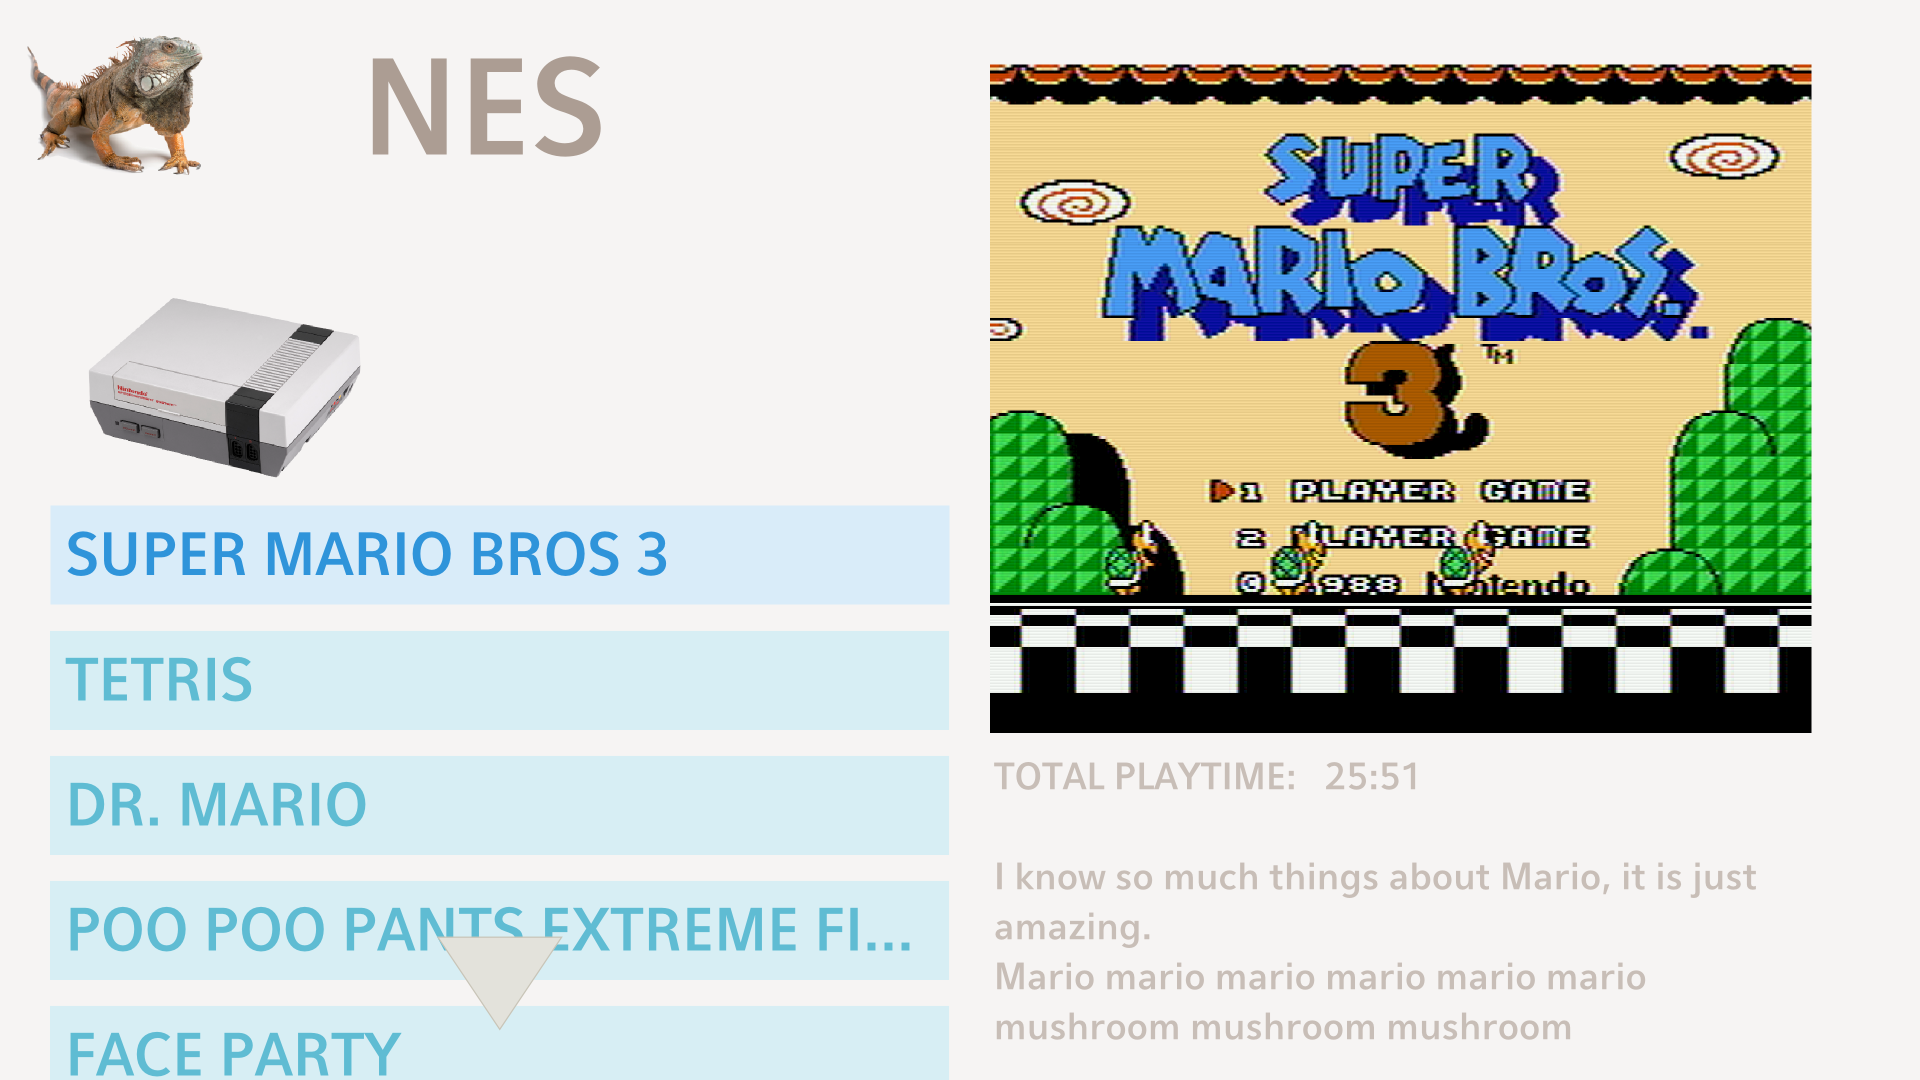 NES
Nintendo
SUPER MARIO BROS 3
TETRIS
DR. MARIO
POO POO PANTS EXTREME FI...
FACE PARTY
SUPER
MARIO BROS.
3 TM
1 PLAYER GAME
2 PLAYER GAME
© 1988 Nintendo
TOTAL PLAYTIME: 25:51
I know so much things about Mario, it is just
amazing.
Mario mario mario mario mario mario
mushroom mushroom mushroom